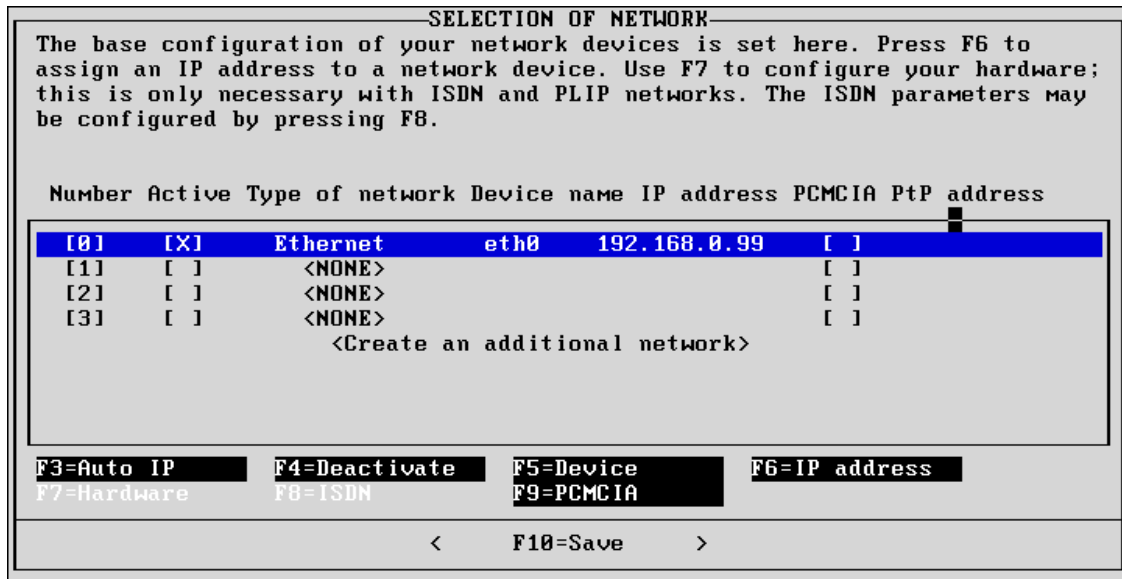 SELECTION OF NETWORK
The base configuration of your network devices is set here. Press F6 to
assign an IP address to a network device. Use F7 to configure your hardware;
this is only necessary with ISDN and PLIP networks. The ISDN parameters may
be configured by pressing F8.
Number Active Type of network Device name IP address PCMCIA PtP address
[0] [X] Ethernet eth0 192.168.0.99 [ ]
[1] [ ] <NONE> [ ]
[2] [ ] <NONE> [ ]
[3] [ ] <NONE> [ ]
<Create an additional network>
F3=Auto IP F4=Deactivate F5=Device F6=IP address
F7=Hardware F8=ISDN F9=PCMCIA
< F10=Save >